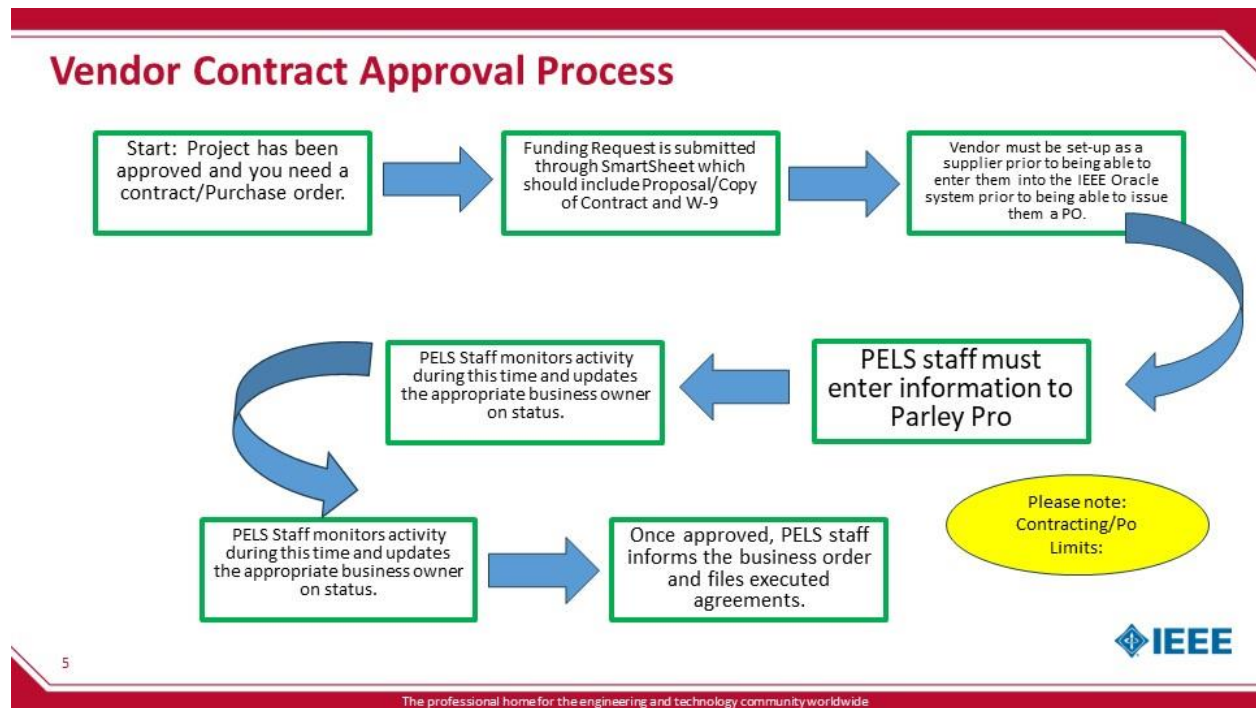 Vendor Contract Approval Process
Start: Project has been
approved and you need a
contract/Purchase order.
Funding Request is submitted
through SmartSheet which
should include Proposal/Copy
of Contract and W-9
Vendor must be set-up as a
supplier prior to being able to
enter them into the IEEE Oracle
system prior to being able to issue
them a PO.
PELS staff must
enter information to
Parley Pro
PELS Staff monitors activity
during this time and updates
the appropriate business owner
on status.
PELS Staff monitors activity
during this time and updates
the appropriate business owner
on status.
Once approved, PELS staff
informs the business order
and files executed
agreements.
Please note:
Contracting/Po
Limits:
IEEE
5
The professional home for the engineering and technology community worldwide